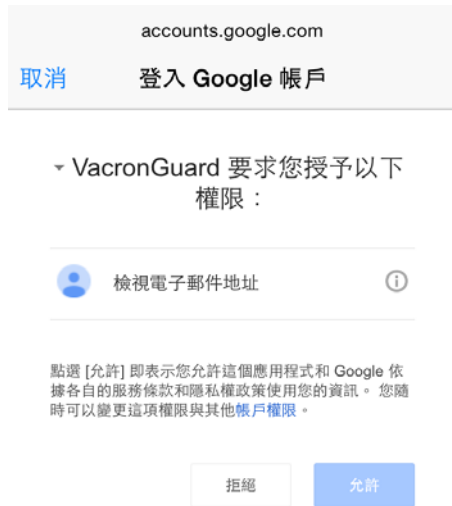 accounts.google.com
取消
登入 Google 帳戶
VacronGuard 要求您授予以下
權限：
檢視電子郵件地址
點選 [允許] 即表示您允許這個應用程式和 Google 依
據各自的服務條款和隱私權政策使用您的資訊。 您隨
時可以變更這項權限與其他帳戶權限。
拒絕
允許